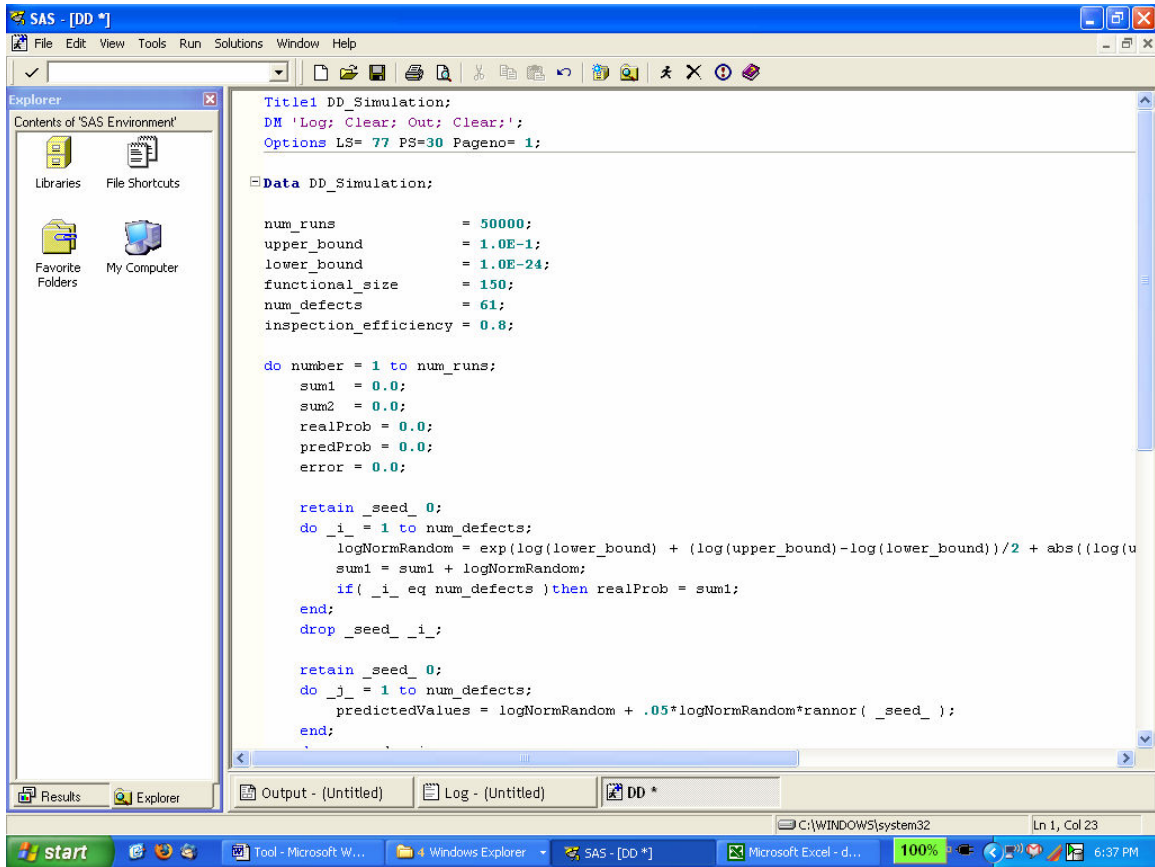 SAS - [DD *]
File Edit View Tools Run Solutions Window Help
Explorer
Contents of 'SAS Environment'
Libraries
File Shortcuts
Favorite Folders
My Computer
Title1 DD_Simulation;
DM 'Log; Clear; Out; Clear;';
Options LS= 77 PS=30 Pageno= 1;
Data DD_Simulation;
num_runs = 50000;
upper_bound = 1.0E-1;
lower_bound = 1.0E-24;
functional_size = 150;
num_defects = 61;
inspection_efficiency = 0.8;
do number = 1 to num_runs;
sum1 = 0.0;
sum2 = 0.0;
realProb = 0.0;
predProb = 0.0;
error = 0.0;
retain _seed_ 0;
do _i_ = 1 to num_defects;
logNormRandom = exp(log(lower_bound) + (log(upper_bound)-log(lower_bound))/2 + abs((log(u
sum1 = sum1 + logNormRandom;
if( _i_ eq num_defects )then realProb = sum1;
end;
drop _seed_ _i_;
retain _seed_ 0;
do _j_ = 1 to num_defects;
predictedValues = logNormRandom + .05*logNormRandom*rannor( _seed_ );
end;
Results
Explorer
Output - (Untitled)
Log - (Untitled)
DD *
C:\WINDOWS\system32
Ln 1, Col 23
start
Tool - Microsoft W...
4 Windows Explorer
SAS - [DD *]
Microsoft Excel - d...
100%
6:37 PM